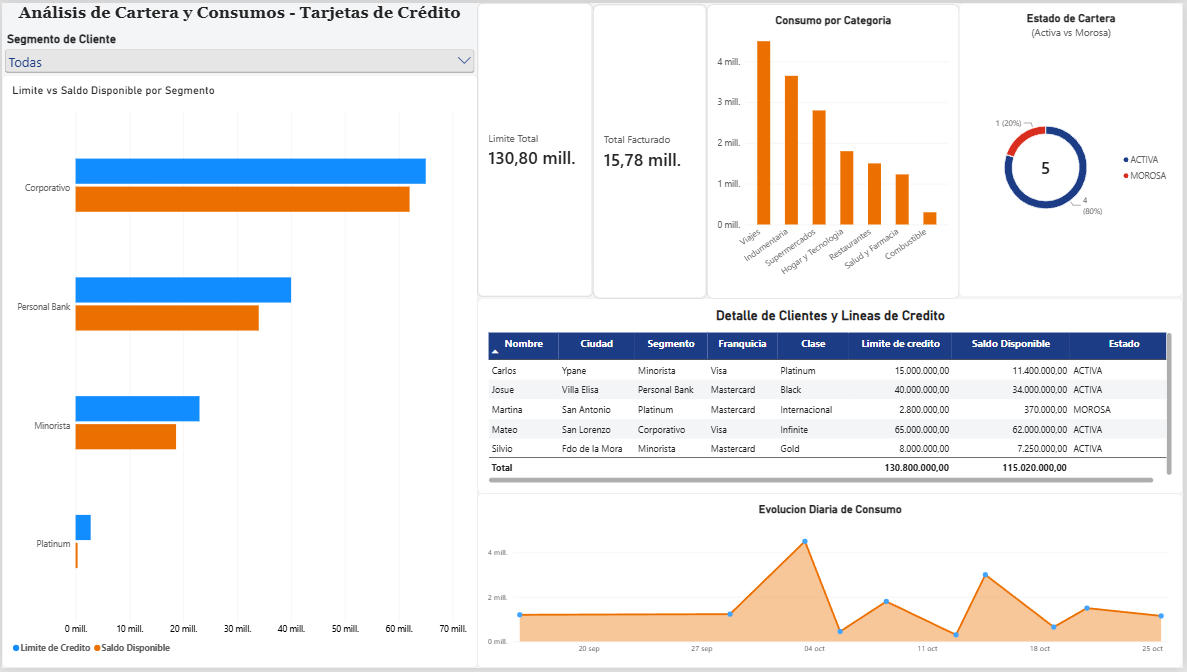 Análisis de Cartera y Consumos - Tarjetas de Crédito
Segmento de Cliente
Todas
Limite vs Saldo Disponible por Segmento
Corporativo
Personal Bank
Minorista
Platinum
0 mill. 10 mill. 20 mill. 30 mill. 40 mill. 50 mill. 60 mill. 70 mill.
Limite de Credito Saldo Disponible
Limite Total
130,80 mill.
Total Facturado
15,78 mill.
Consumo por Categoria
4 mill.
3 mill.
2 mill.
1 mill.
0 mill.
Viajes
Indumentaria
Supermercados
Hogar y Tecnología
Restaurantes
Salud y Farmacia
Combustible
Estado de Cartera
(Activa vs Morosa)
1 (20%)
5
4
(80%)
ACTIVA
MOROSA
Detalle de Clientes y Lineas de Credito
Nombre Ciudad Segmento Franquicia Clase Limite de credito Saldo Disponible Estado
Carlos Ypane Minorista Visa Platinum 15.000.000,00 11.400.000,00 ACTIVA
Josue Villa Elisa Personal Bank Mastercard Black 40.000.000,00 34.000.000,00 ACTIVA
Martina San Antonio Platinum Mastercard Internacional 2.800.000,00 370.000,00 MOROSA
Mateo San Lorenzo Corporativo Visa Infinite 65.000.000,00 62.000.000,00 ACTIVA
Silvio Fdo de la Mora Minorista Mastercard Gold 8.000.000,00 7.250.000,00 ACTIVA
Total 130.800.000,00 115.020.000,00
Evolucion Diaria de Consumo
4 mill.
2 mill.
0 mill.
20 sep 27 sep 04 oct 11 oct 18 oct 25 oct